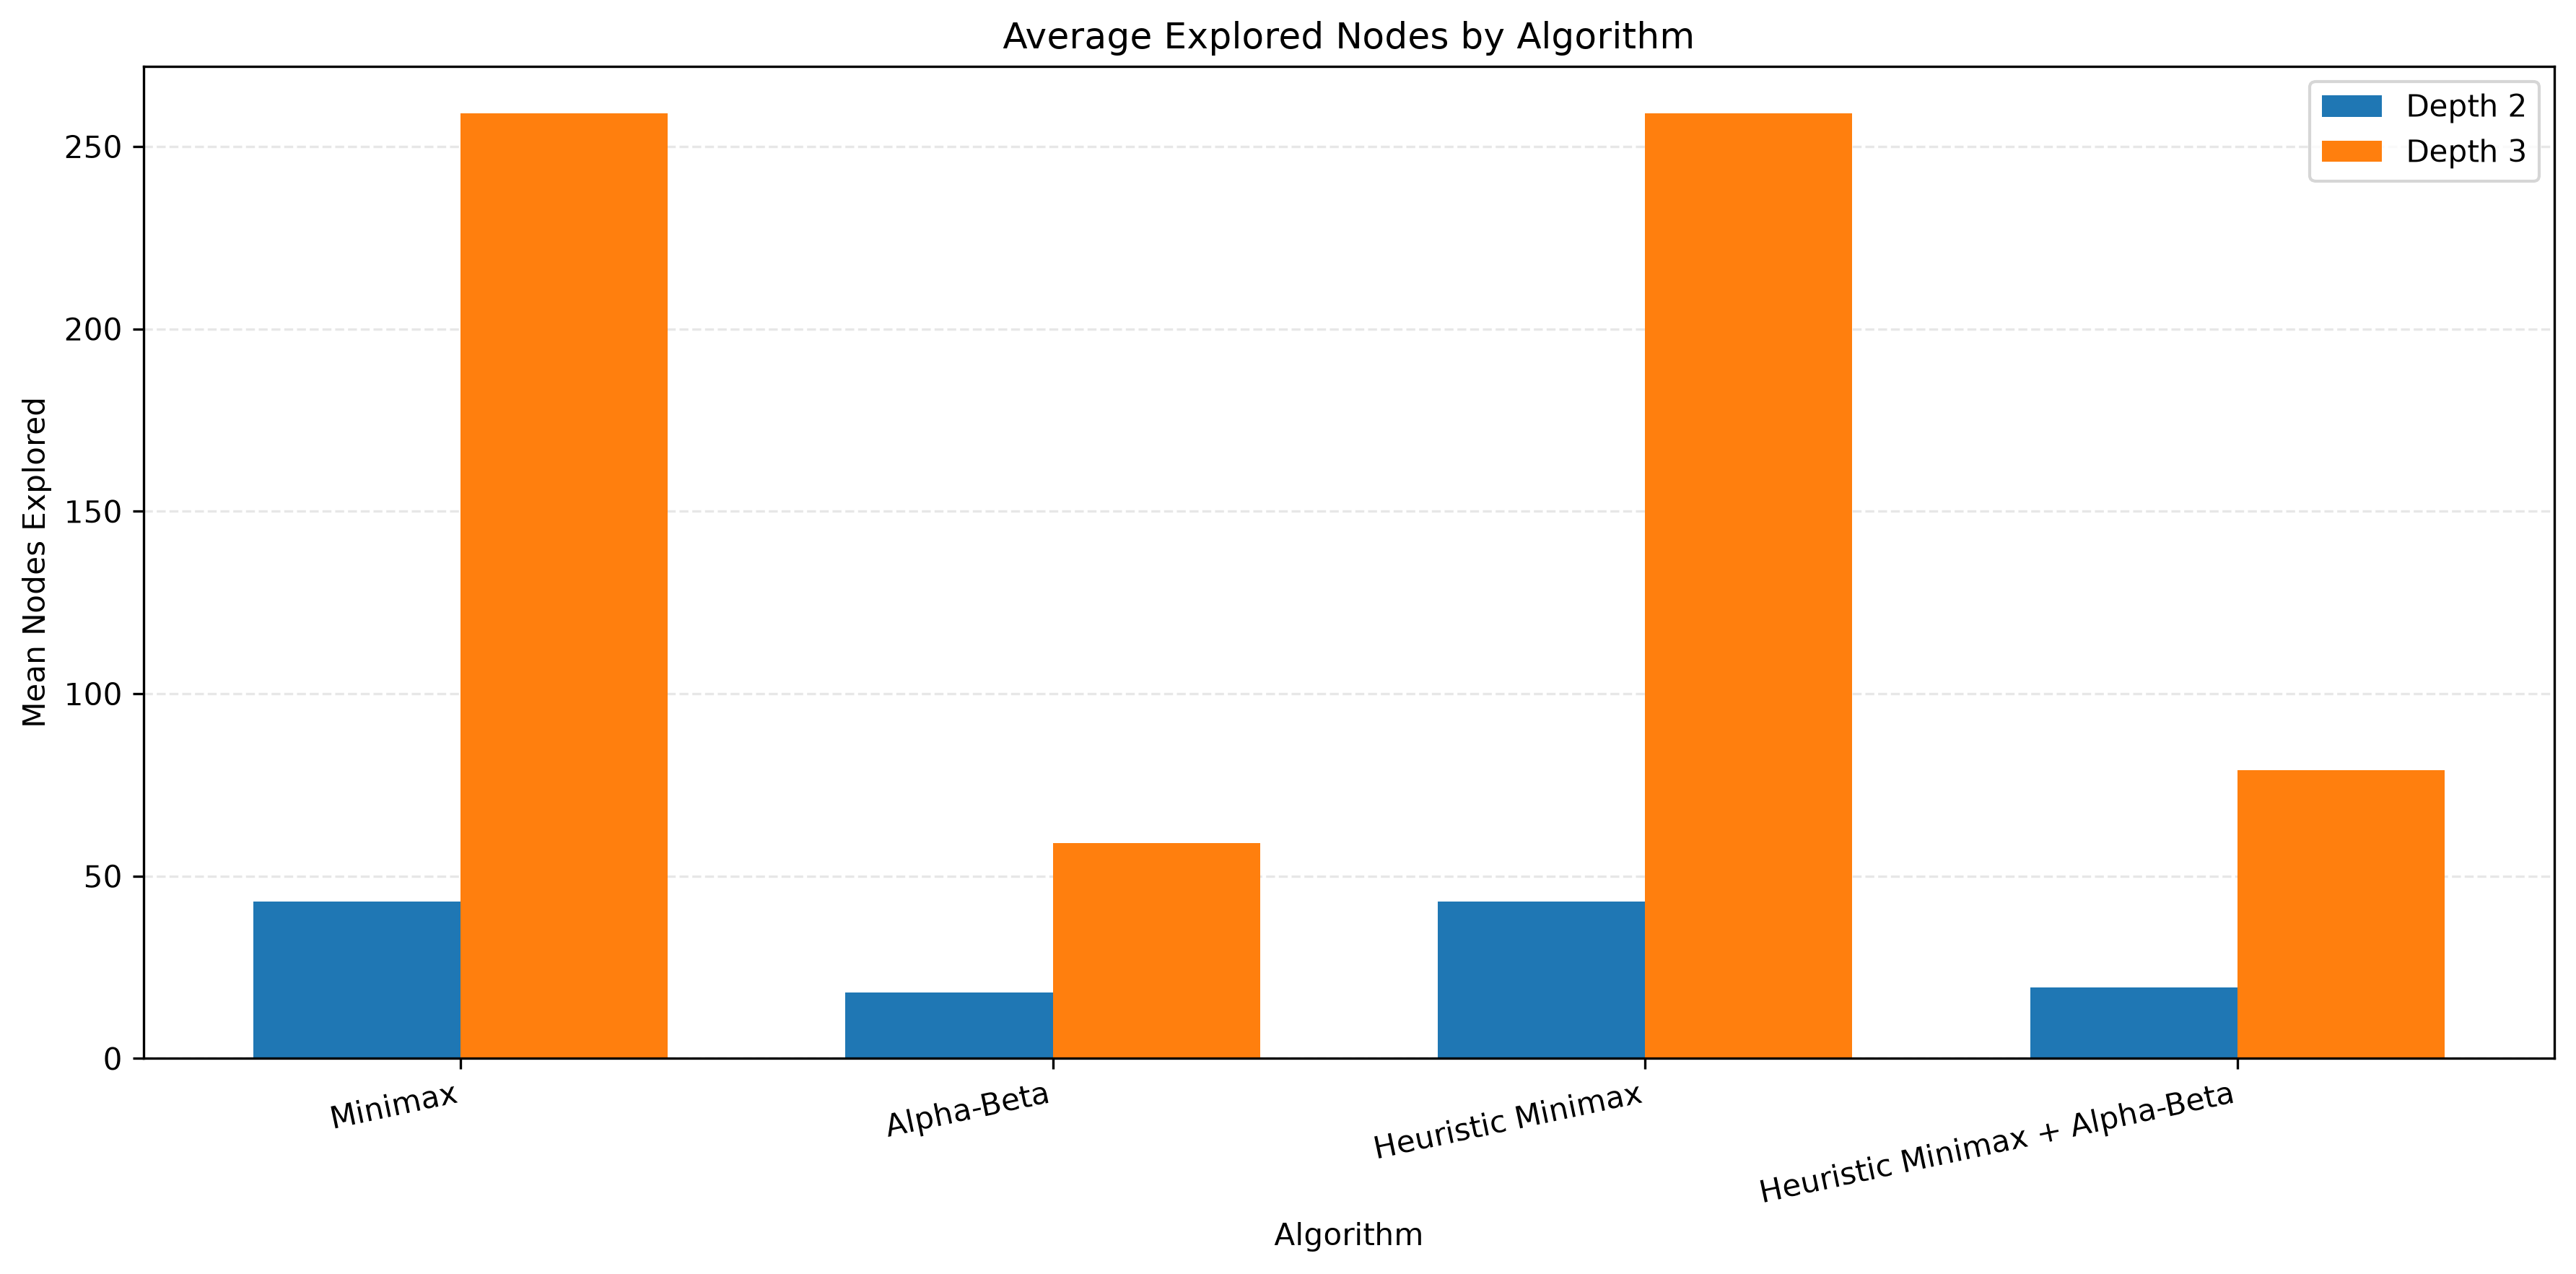 Average Explored Nodes by Algorithm
Depth 2
Depth 3
Mean Nodes Explored
250
200
150
100
50
0
Minimax
Alpha-Beta
Heuristic Minimax
Heuristic Minimax + Alpha-Beta
Algorithm